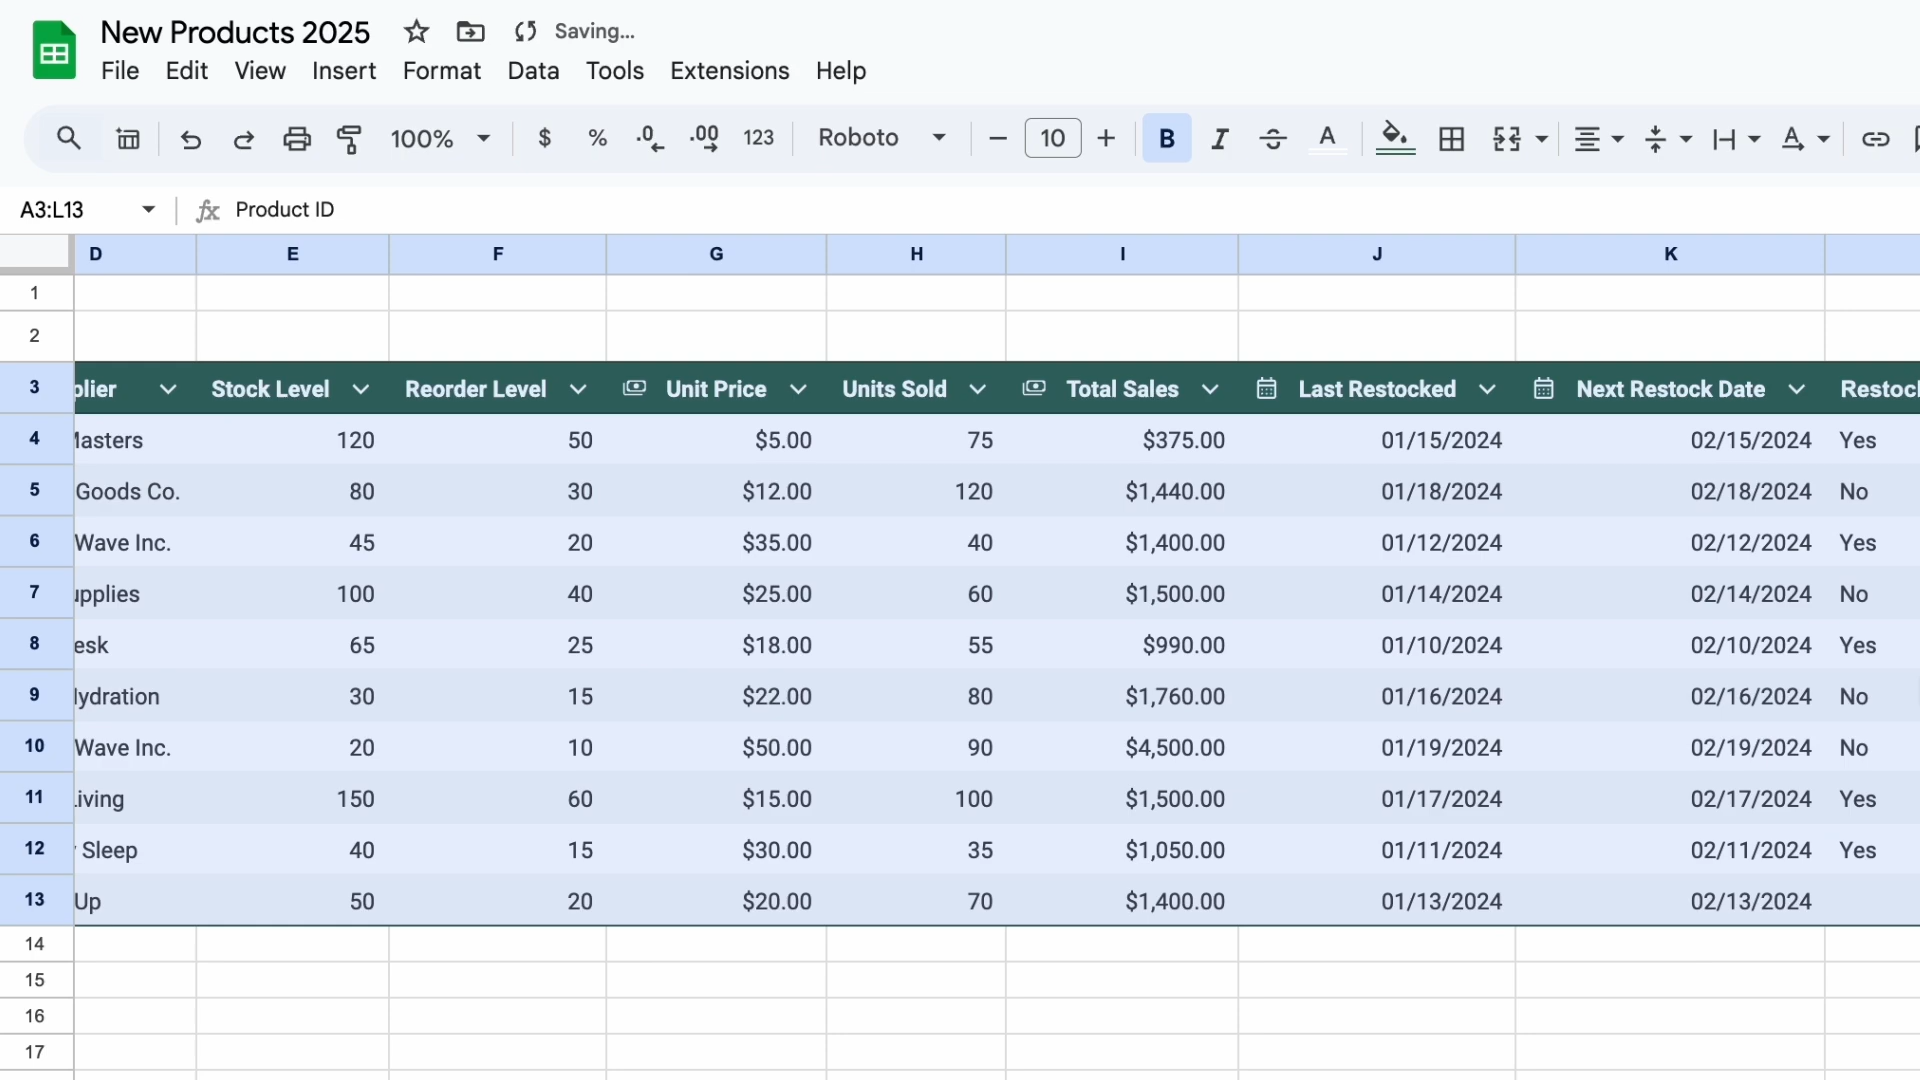 New Products 2025 Saving...
File Edit View Insert Format Data Tools Extensions Help
100% $ % .0 .00 123 Roboto 10 B I S A A
A3:L13 fx Product ID
D E F G H I J K
1
2
3 plier Stock Level Reorder Level Unit Price Units Sold Total Sales Last Restocked Next Restock Date Restock
4 Masters 120 50 $5.00 75 $375.00 01/15/2024 02/15/2024 Yes
5 Goods Co. 80 30 $12.00 120 $1,440.00 01/18/2024 02/18/2024 No
6 Wave Inc. 45 20 $35.00 40 $1,400.00 01/12/2024 02/12/2024 Yes
7 upplies 100 40 $25.00 60 $1,500.00 01/14/2024 02/14/2024 No
8 esk 65 25 $18.00 55 $990.00 01/10/2024 02/10/2024 Yes
9 Hydration 30 15 $22.00 80 $1,760.00 01/16/2024 02/16/2024 No
10 Wave Inc. 20 10 $50.00 90 $4,500.00 01/19/2024 02/19/2024 No
11 Living 150 60 $15.00 100 $1,500.00 01/17/2024 02/17/2024 Yes
12 Sleep 40 15 $30.00 35 $1,050.00 01/11/2024 02/11/2024 Yes
13 Up 50 20 $20.00 70 $1,400.00 01/13/2024 02/13/2024
14
15
16
17